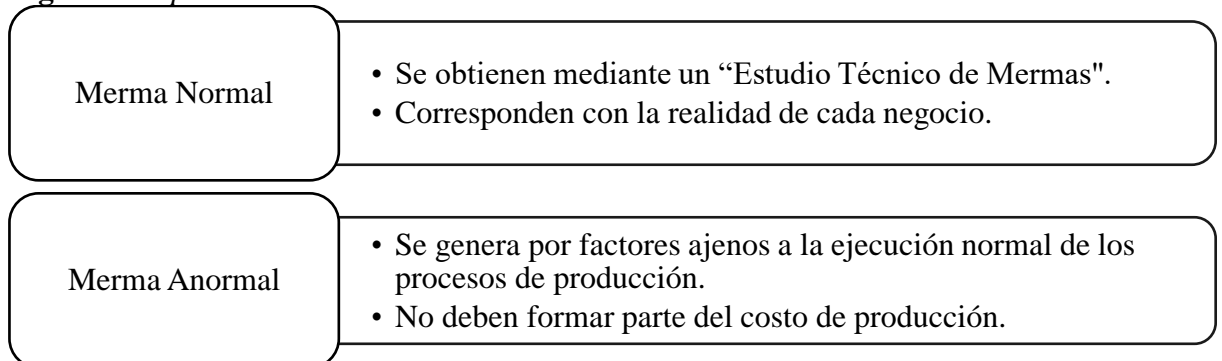 Merma Normal
• Se obtienen mediante un “Estudio Técnico de Mermas".
• Corresponden con la realidad de cada negocio.
Merma Anormal
• Se genera por factores ajenos a la ejecución normal de los
procesos de producción.
• No deben formar parte del costo de producción.